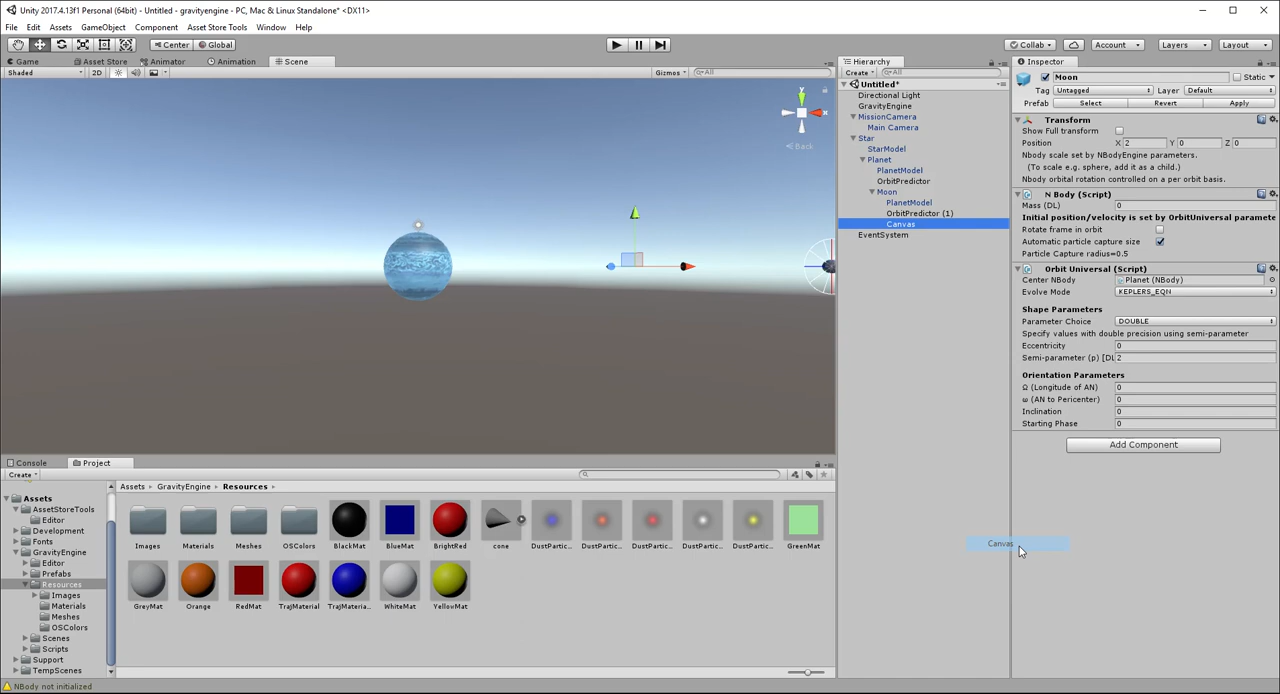 Unity 2017.4.13f1 Personal (64bit) - Untitled - gravityengine - PC, Mac & Linux Standalone* <DX11>
File Edit Assets GameObject Component Asset Store Tools Window Help
Center Global Collab Account Layers Layout
Game Asset Store Animator Animation Scene
Shaded 2D Gizmos All
y
x
Back
Hierarchy
Create All
Untitled*
Directional Light
GravityEngine
MissionCamera
Main Camera
Star
StarModel
Planet
PlanetModel
OrbitPredictor
Moon
PlanetModel
OrbitPredictor (1)
Canvas
EventSystem
Inspector
Moon Static
Tag Untagged Layer Default
Prefab Select Revert Apply
Transform
Show Full transform
Position X 2 Y 0 Z 0
Nbody scale set by NBodyEngine parameters.
(To scale e.g. sphere, add it as a child.)
Nbody orbital rotation controlled on a per orbit basis.
N Body (Script)
Mass (DL) 0
Initial position/velocity is set by OrbitUniversal paramete
Rotate frame in orbit
Automatic particle capture size
Particle Capture radius=0.5
Orbit Universal (Script)
Center NBody Planet (NBody)
Evolve Mode KEPLERS_EQN
Shape Parameters
Parameter Choice DOUBLE
Specify values with double precision using semi-parameter
Eccentricity 0
Semi-parameter (p) [DL 2
Orientation Parameters
Ω (Longitude of AN) 0
ω (AN to Pericenter) 0
Inclination 0
Starting Phase 0
Add Component
Canvas
Console Project
Create
Assets
AssetStoreTools
Editor
Development
Fonts
GravityEngine
Editor
Prefabs
Resources
Images
Materials
Meshes
OSColors
Scenes
Scripts
Support
TempScenes
Assets GravityEngine Resources
Images Materials Meshes OSColors BlackMat BlueMat BrightRed cone DustPartic... DustPartic... DustPartic... DustPartic... DustPartic... GreenMat
GreyMat Orange RedMat TrajMaterial TrajMateria... WhiteMat YellowMat
NBody not initialized